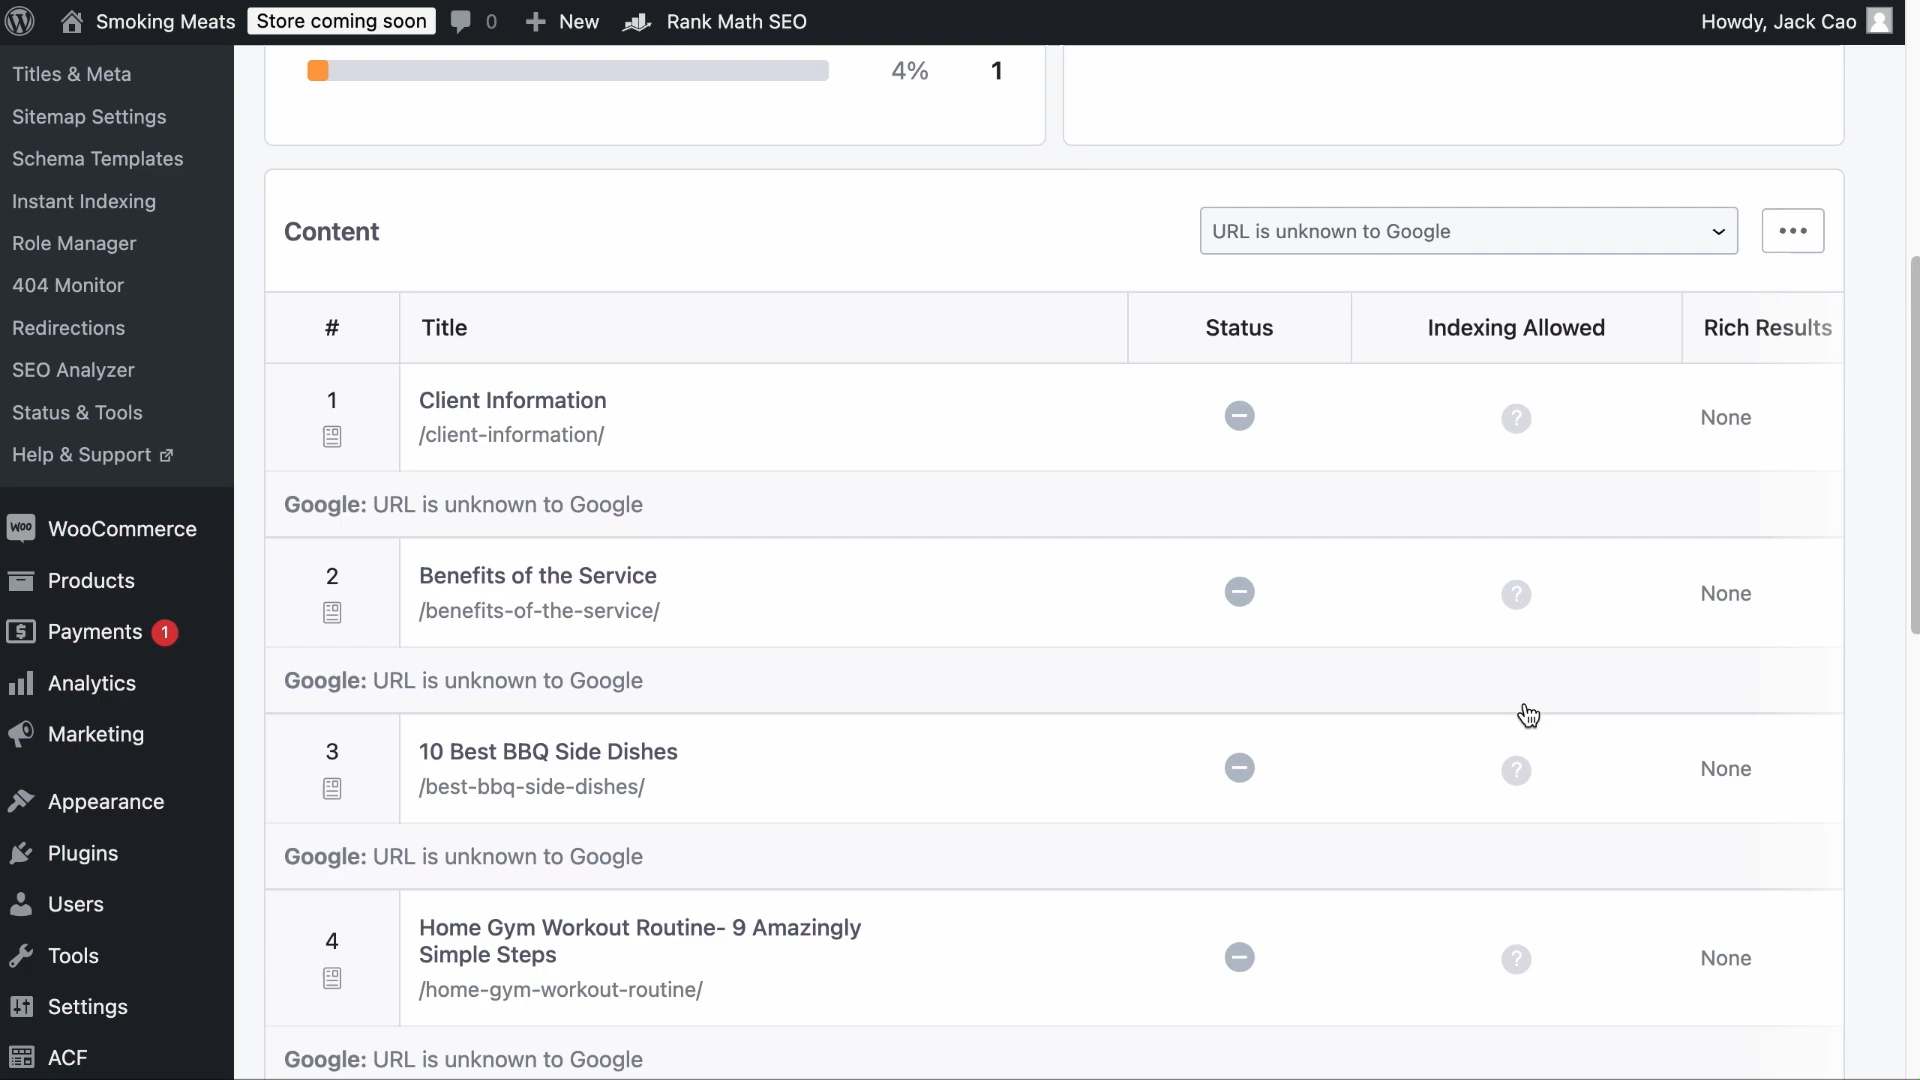 Smoking Meats Store coming soon 0 New Rank Math SEO Howdy, Jack Cao
Titles & Meta
Sitemap Settings
Schema Templates
Instant Indexing
Role Manager
404 Monitor
Redirections
SEO Analyzer
Status & Tools
Help & Support
Woo WooCommerce
Products
Payments 1
Analytics
Marketing
Appearance
Plugins
Users
Tools
Settings
ACF
4% 1
Content URL is unknown to Google
# Title Status Indexing Allowed Rich Results
1 Client Information ? None
/client-information/
Google: URL is unknown to Google
2 Benefits of the Service ? None
/benefits-of-the-service/
Google: URL is unknown to Google
3 10 Best BBQ Side Dishes ? None
/best-bbq-side-dishes/
Google: URL is unknown to Google
4 Home Gym Workout Routine- 9 Amazingly
Simple Steps ? None
/home-gym-workout-routine/
Google: URL is unknown to Google